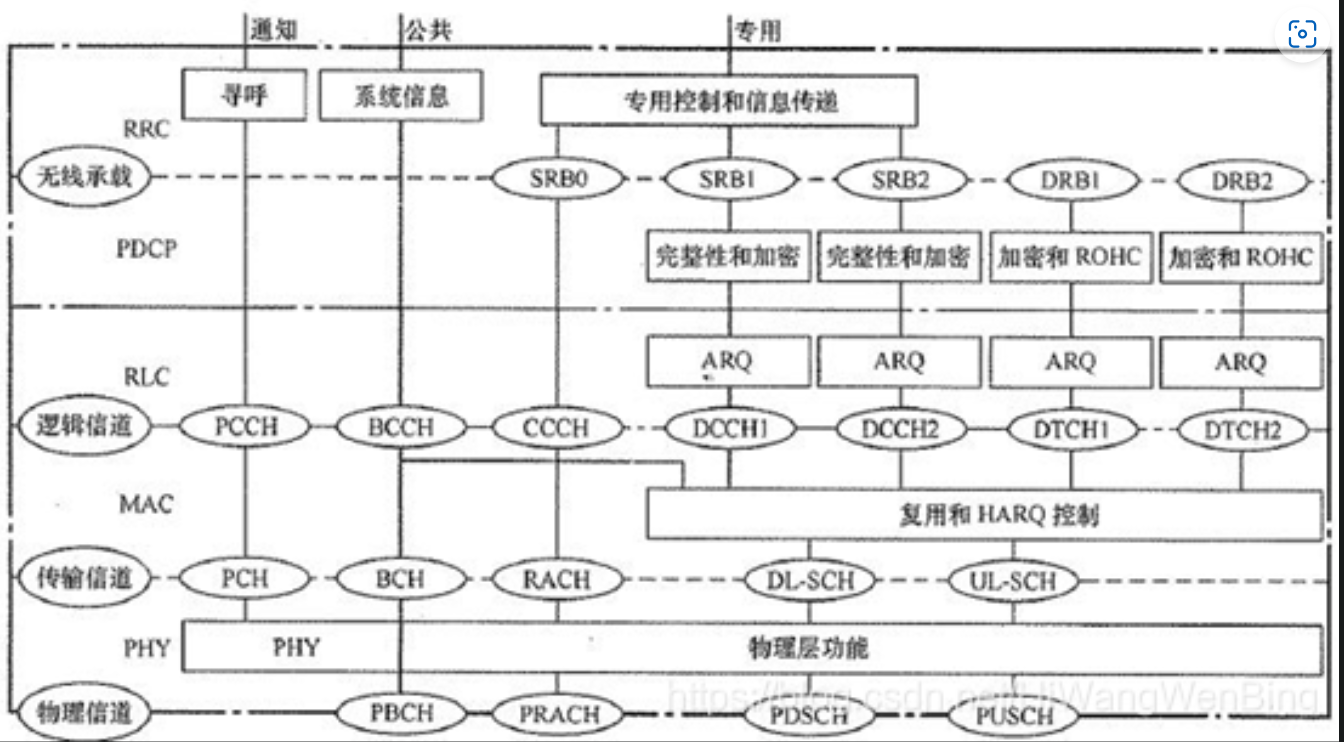 通知 公共 专用
寻呼 系统信息 专用控制和信息传递
RRC
无线承载 SRB0 SRB1 SRB2 DRB1 DRB2
PDCP 完整性和加密 完整性和加密 加密和 ROHC 加密和 ROHC
RLC ARQ ARQ ARQ ARQ
逻辑信道 PCCH BCCH CCCH DCCH1 DCCH2 DTCH1 DTCH2
MAC 复用和 HARQ 控制
传输信道 PCH BCH RACH DL-SCH UL-SCH
PHY PHY 物理层功能
物理信道 PBCH PRACH PDSCH PUSCH